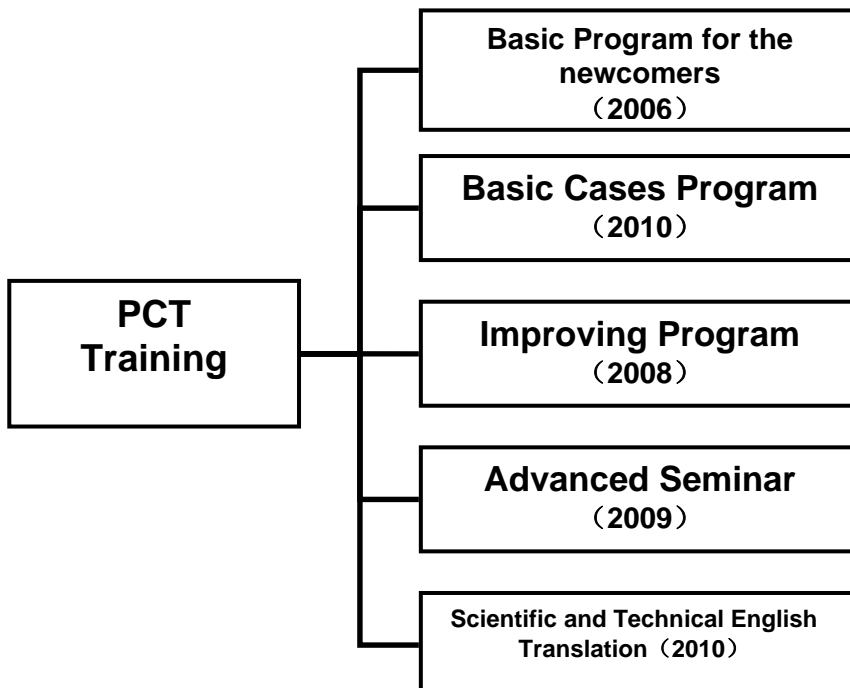 PCT
Training
Basic Program for the
newcomers
（2006）
Basic Cases Program
（2010）
Improving Program
（2008）
Advanced Seminar
（2009）
Scientific and Technical English
Translation（2010）